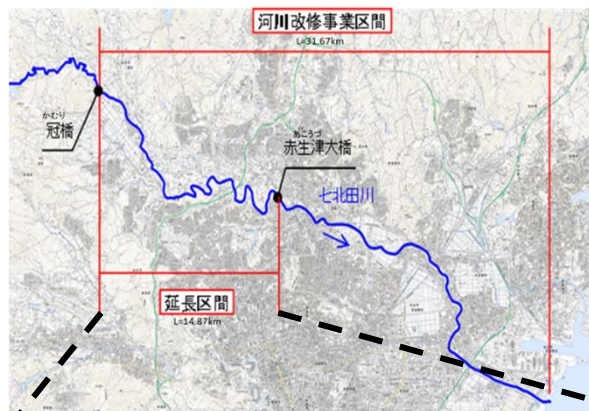 河川改修事業区間
L=31.67km
かむり
冠橋
あこうづ
赤生津大橋
七北田川
延長区間
L=14.87km